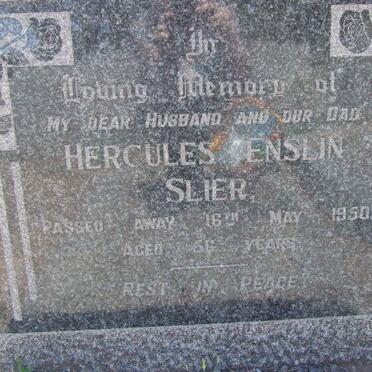 In
Loving Memory of
MY DEAR HUSBAND AND OUR DAD
HERCULES ENSLIN
SLIER,
PASSED AWAY 16TH MAY 1950
AGED YEARS
REST IN PEACE